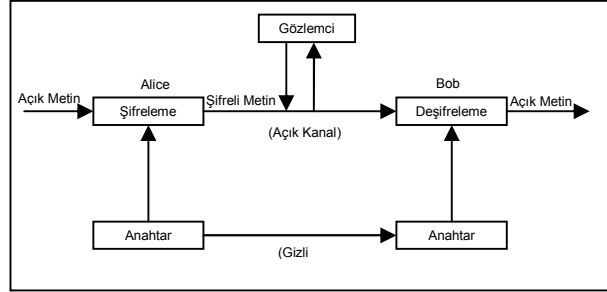 Gözlemci
Alice
Bob
Açık Metin
Şifreleme
Şifreli Metin
(Açık Kanal)
Deşifreleme
Açık Metin
Anahtar
(Gizli
Anahtar